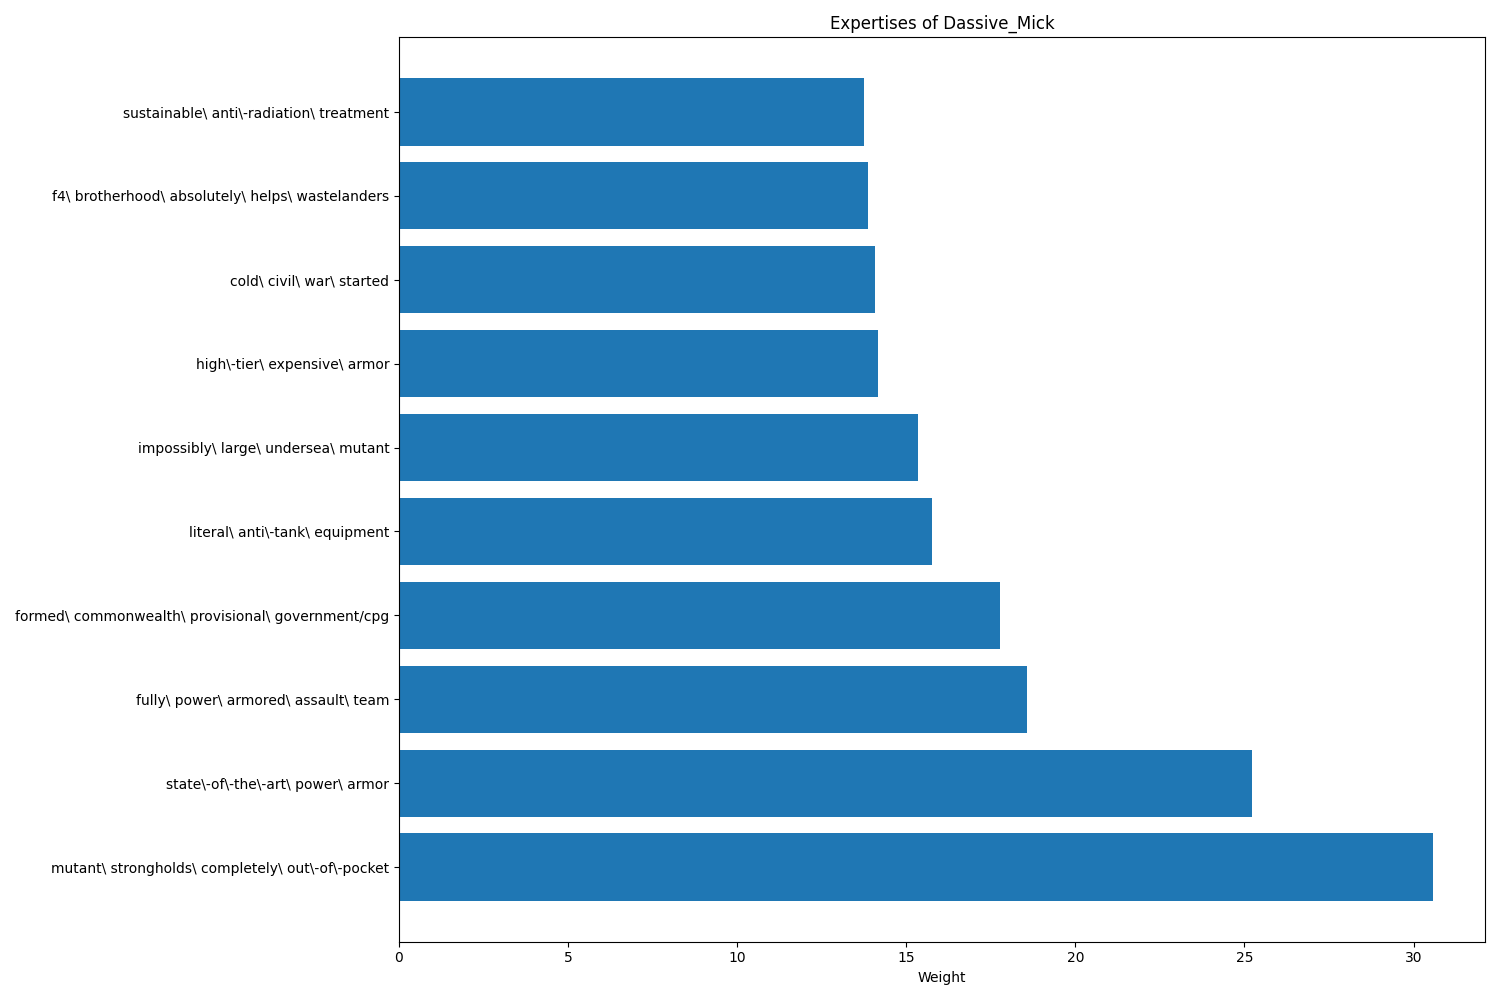 Expertises of Dassive_Mick
sustainable\ anti\-radiation\ treatment
f4\ brotherhood\ absolutely\ helps\ wastelanders
cold\ civil\ war\ started
high\-tier\ expensive\ armor
impossibly\ large\ undersea\ mutant
literal\ anti\-tank\ equipment
formed\ commonwealth\ provisional\ government/cpg
fully\ power\ armored\ assault\ team
state\-of\-the\-art\ power\ armor
mutant\ strongholds\ completely\ out\-of\-pocket
0 5 10 15 20 25 30
Weight